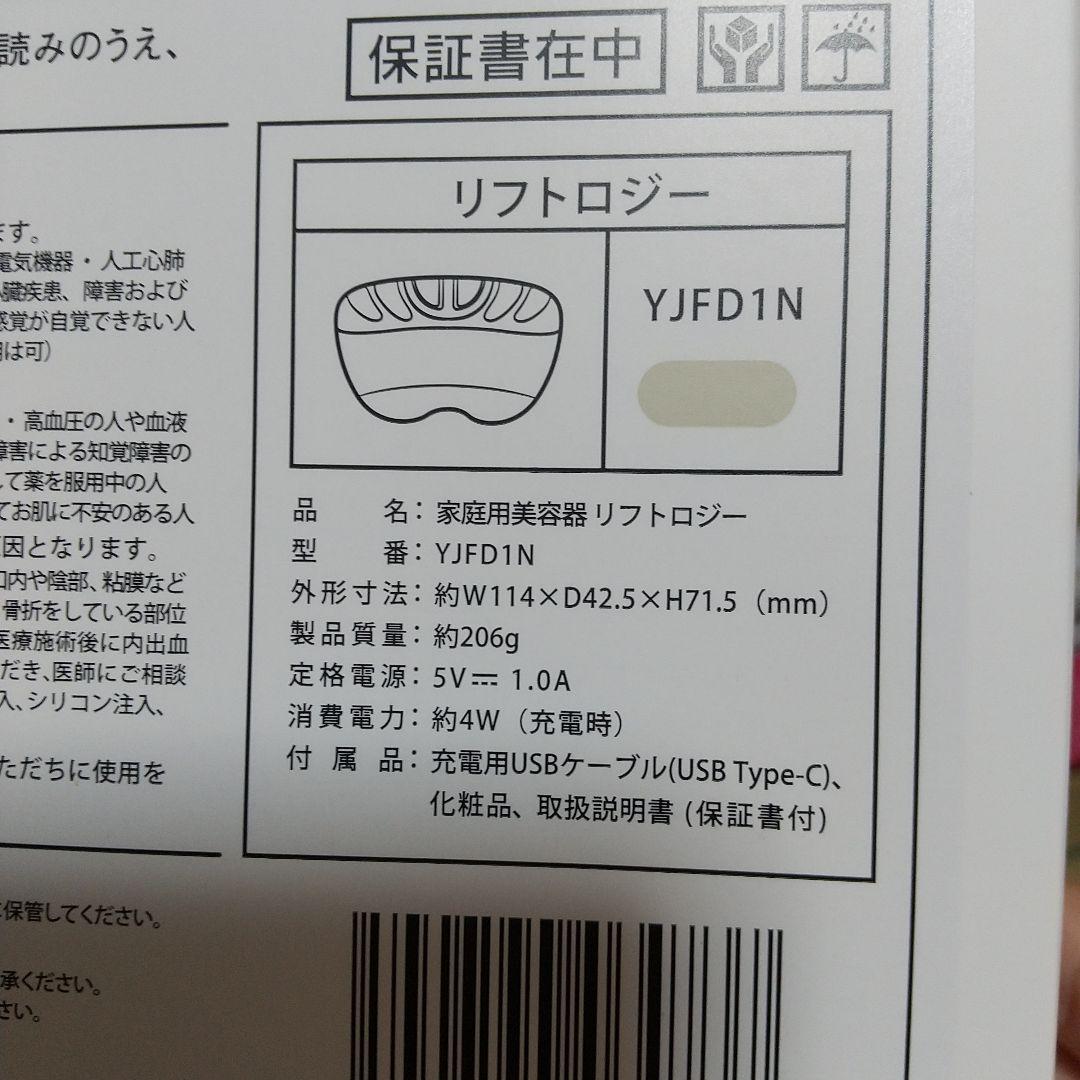 読みのうえ、
保証書在中
ます。
電気機器・人工心肺
心臓疾患、障害および
感覚が自覚できない人
用は可）
・高血圧の人や血液
障害による知覚障害の
して薬を服用中の人
てお肌に不安のある人
原因となります。
口内や陰部、粘膜など
骨折をしている部位
医療施術後に内出血
だき、医師にご相談
入、シリコン注入、
ただちに使用を
保管してください。
承ください。
さい。
リフトロジー
YJFD1N
品名：家庭用美容器 リフトロジー
型番：YJFD1N
外形寸法：約W114×D42.5×H71.5（mm）
製品質量：約206g
定格電源：5V⎓ 1.0A
消費電力：約4W（充電時）
付属品：充電用USBケーブル(USB Type-C)、
化粧品、取扱説明書 (保証書付）